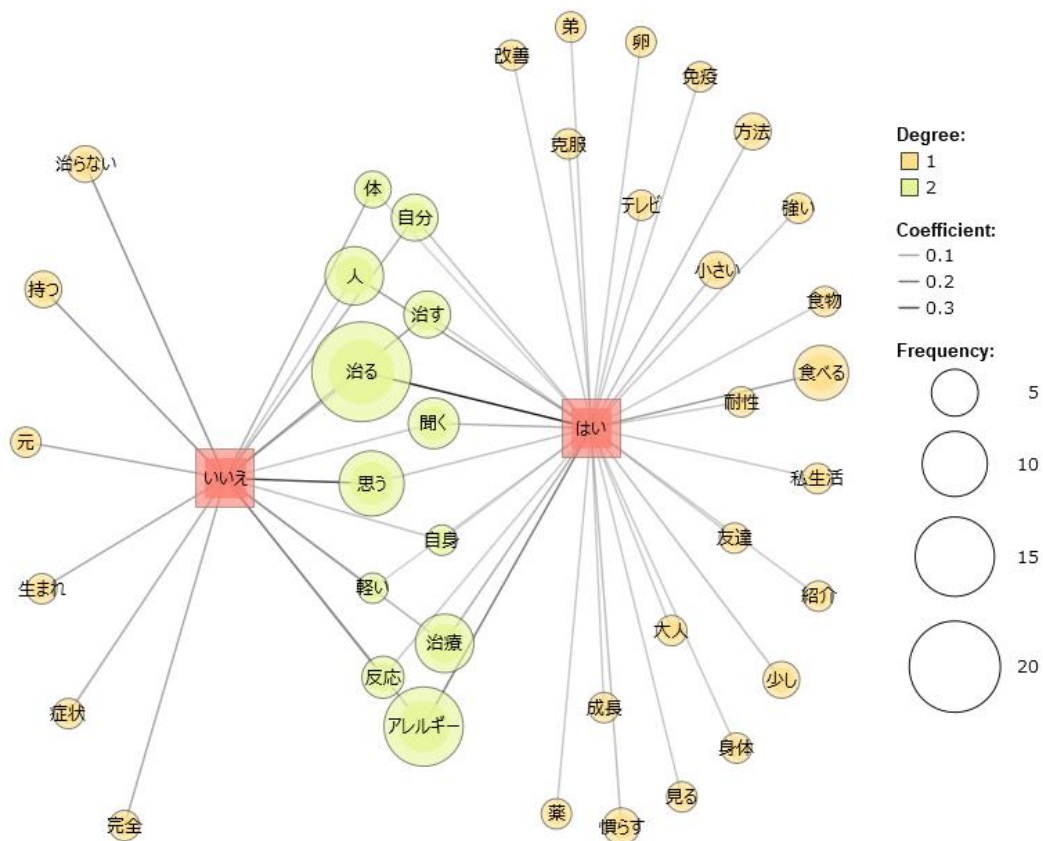 弟
卵
改善
免疫
方法
克服
治らない
体
自分
テレビ
強い
人
小さい
持つ
治す
食物
治る
食べる
耐性
聞く
はい
元
いいえ
思う
私生活
自身
友達
生まれ
軽い
紹介
大人
治療
反応
少し
症状
成長
アレルギー
身体
見る
薬
完全
慣らす
Degree:
1
2
Coefficient:
0.1
0.2
0.3
Frequency:
5
10
15
20